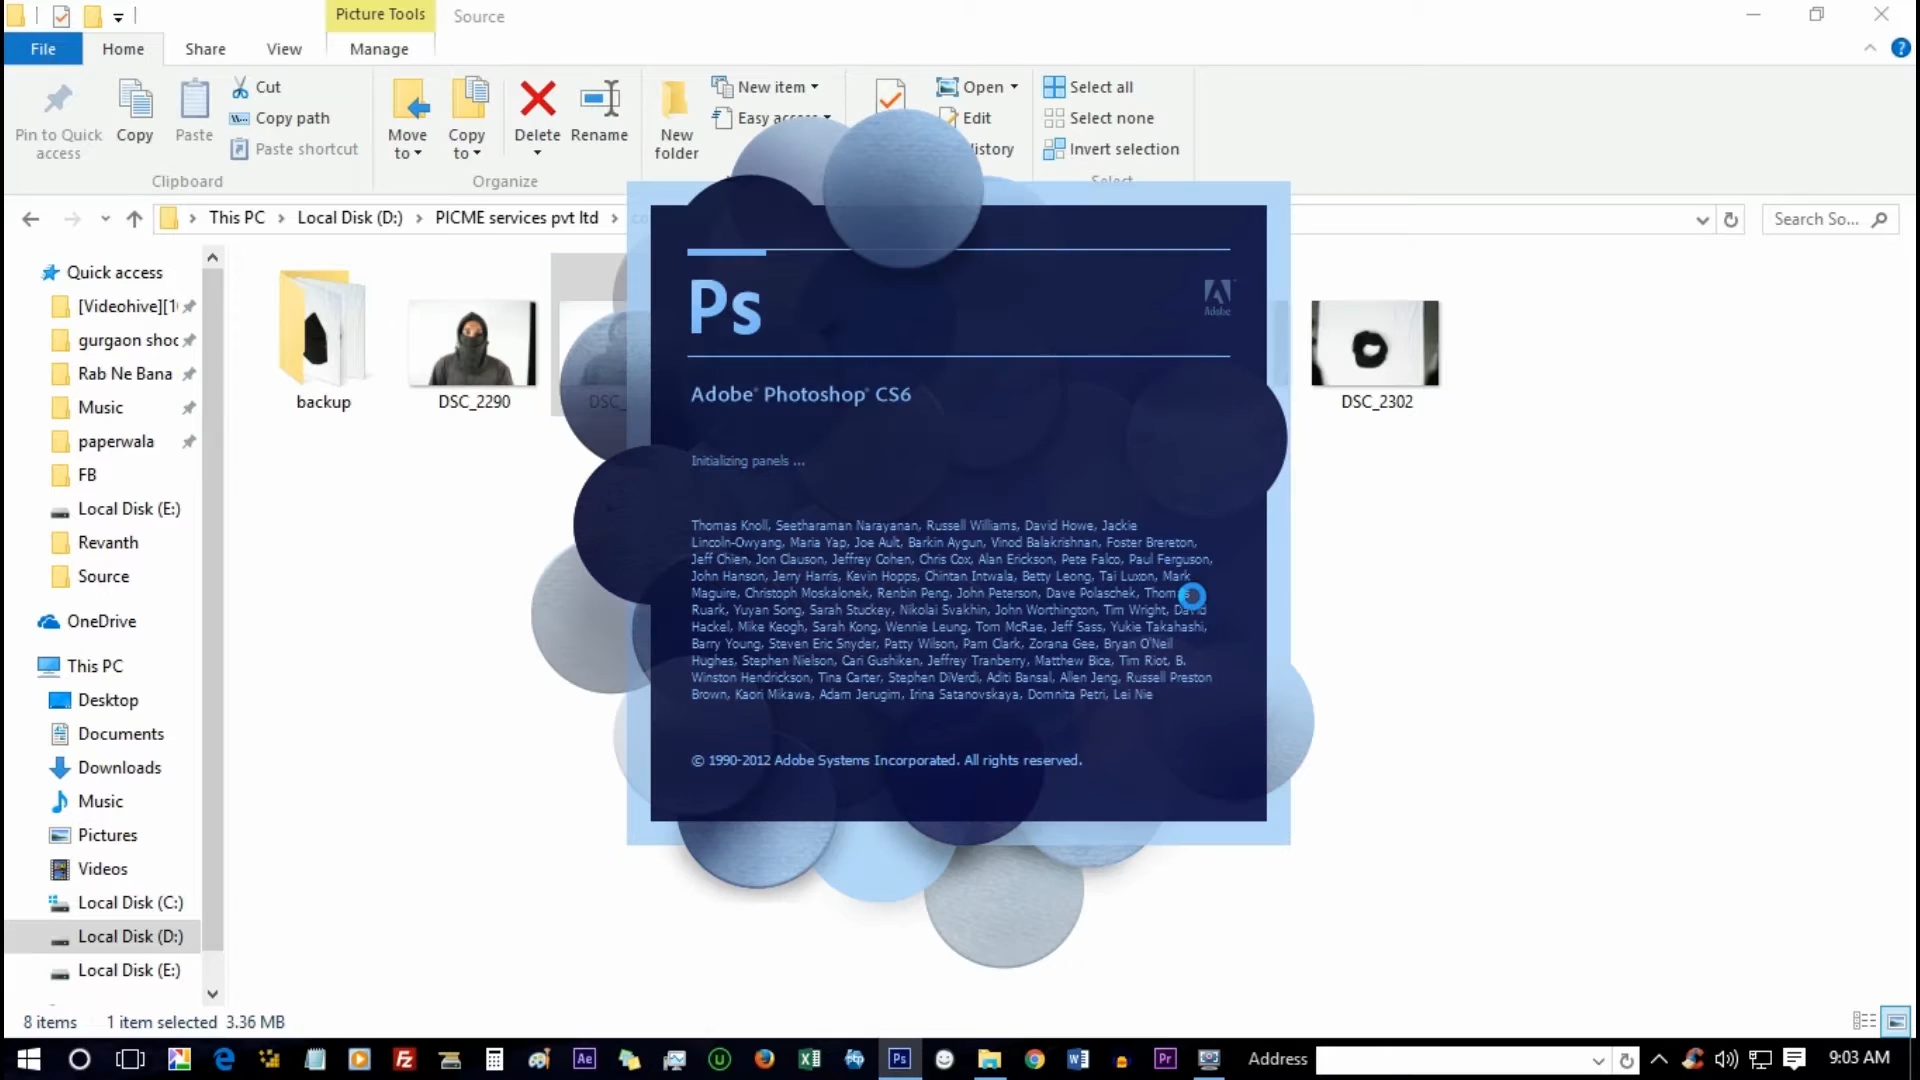 Picture Tools
Source
File
Home
Share
View
Manage
Pin to Quick access
Copy
Paste
Cut
Copy path
Paste shortcut
Clipboard
Move to
Copy to
Delete
Rename
Organize
New folder
New item
Easy access
Open
Edit
Select all
Select none
Invert selection
Select
This PC
Local Disk (D:)
PICME services pvt ltd
Search So...
Quick access
[Videohive][1
gurgaon shoo
Rab Ne Bana
Music
paperwala
FB
Local Disk (E:)
Revanth
Source
OneDrive
This PC
Desktop
Documents
Downloads
Music
Pictures
Videos
Local Disk (C:)
Local Disk (D:)
Local Disk (E:)
backup
DSC_2290
DSC_2302
Ps
Adobe
Adobe® Photoshop® CS6
Initializing panels ...
Thomas Knoll, Seetharaman Narayanan, Russell Williams, David Howe, Jackie
Lincoln-Owyang, Maria Yap, Joe Ault, Barkin Aygun, Vinod Balakrishnan, Foster Brereton,
Jeff Chien, Jon Clauson, Jeffrey Cohen, Chris Cox, Alan Erickson, Pete Falco, Paul Ferguson,
John Hanson, Jerry Harris, Kevin Hopps, Chintan Intwala, Betty Leong, Tai Luxon, Mark
Maguire, Christoph Moskalonek, Renbin Peng, John Peterson, Dave Polaschek, Thomas
Ruark, Yuyan Song, Sarah Stuckey, Nikolai Svakhin, John Worthington, Tim Wright, David
Hackel, Mike Keogh, Sarah Kong, Wennie Leung, Tom McRae, Jeff Sass, Yukie Takahashi,
Barry Young, Steven Eric Snyder, Patty Wilson, Pam Clark, Zorana Gee, Bryan O'Neil
Hughes, Stephen Nielson, Cari Gushiken, Jeffrey Tranberry, Matthew Bice, Tim Riot, B.
Winston Hendrickson, Tina Carter, Stephen DiVerdi, Aditi Bansal, Allen Jeng, Russell Preston
Brown, Kaori Mikawa, Adam Jerugim, Irina Satanovskaya, Domnita Petri, Lei Nie
© 1990-2012 Adobe Systems Incorporated. All rights reserved.
8 items
1 item selected 3.36 MB
Ae
Ps
Pr
Address
9:03 AM